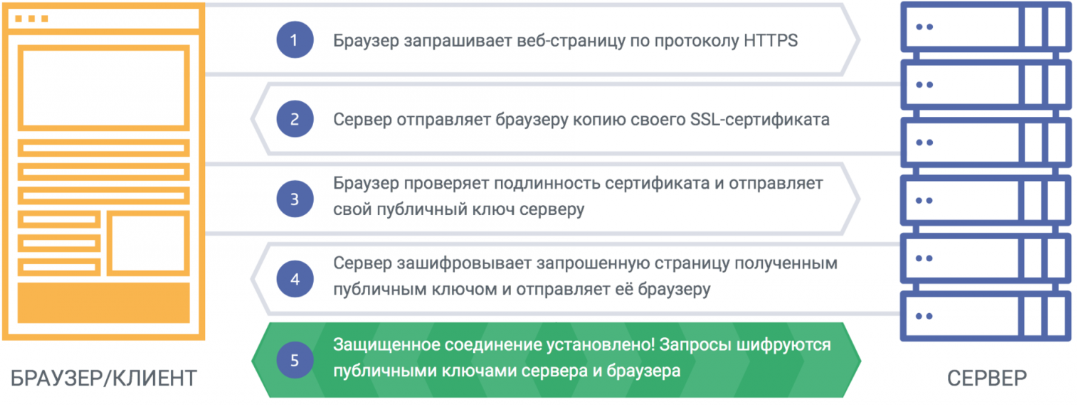 1 Браузер запрашивает веб-страницу по протоколу HTTPS
2 Сервер отправляет браузеру копию своего SSL-сертификата
3 Браузер проверяет подлинность сертификата и отправляет
свой публичный ключ серверу
4 Сервер зашифровывает запрошенную страницу полученным
публичным ключом и отправляет её браузеру
5 Защищенное соединение установлено! Запросы шифруются
публичными ключами сервера и браузера
БРАУЗЕР/КЛИЕНТ
СЕРВЕР